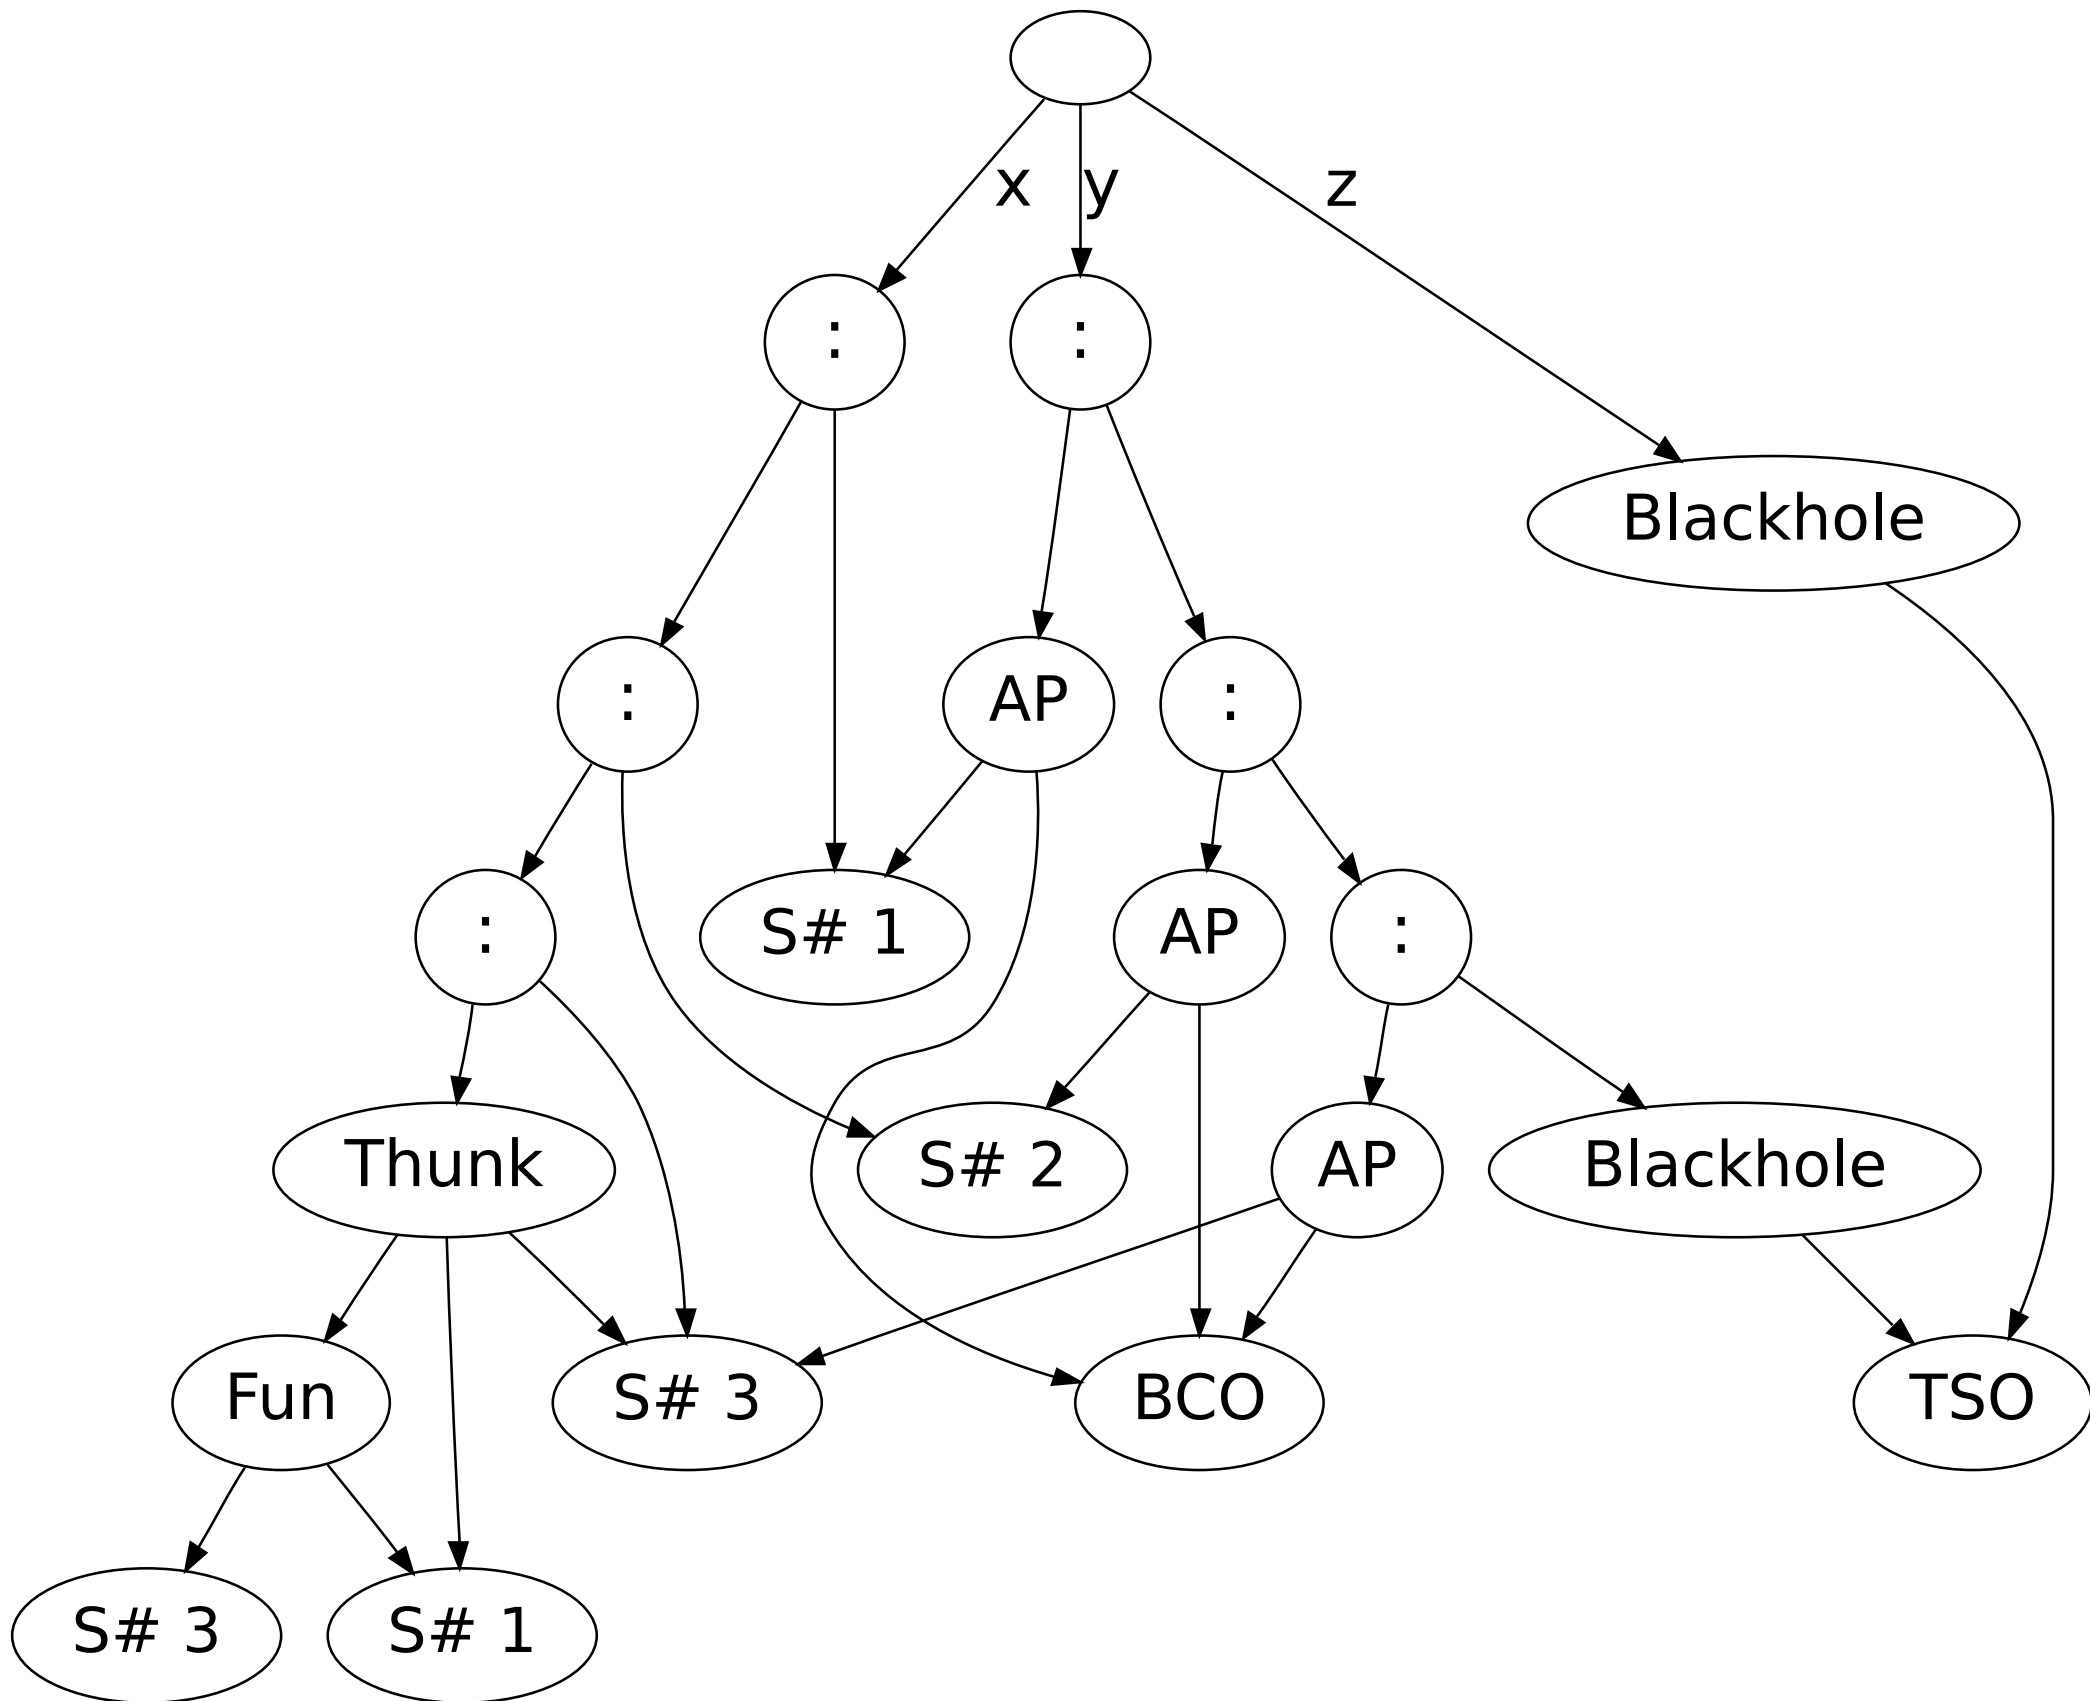 x y z
: :
Blackhole
: AP :
: S# 1 AP :
Thunk S# 2 AP Blackhole
Fun S# 3 BCO TSO
S# 3 S# 1